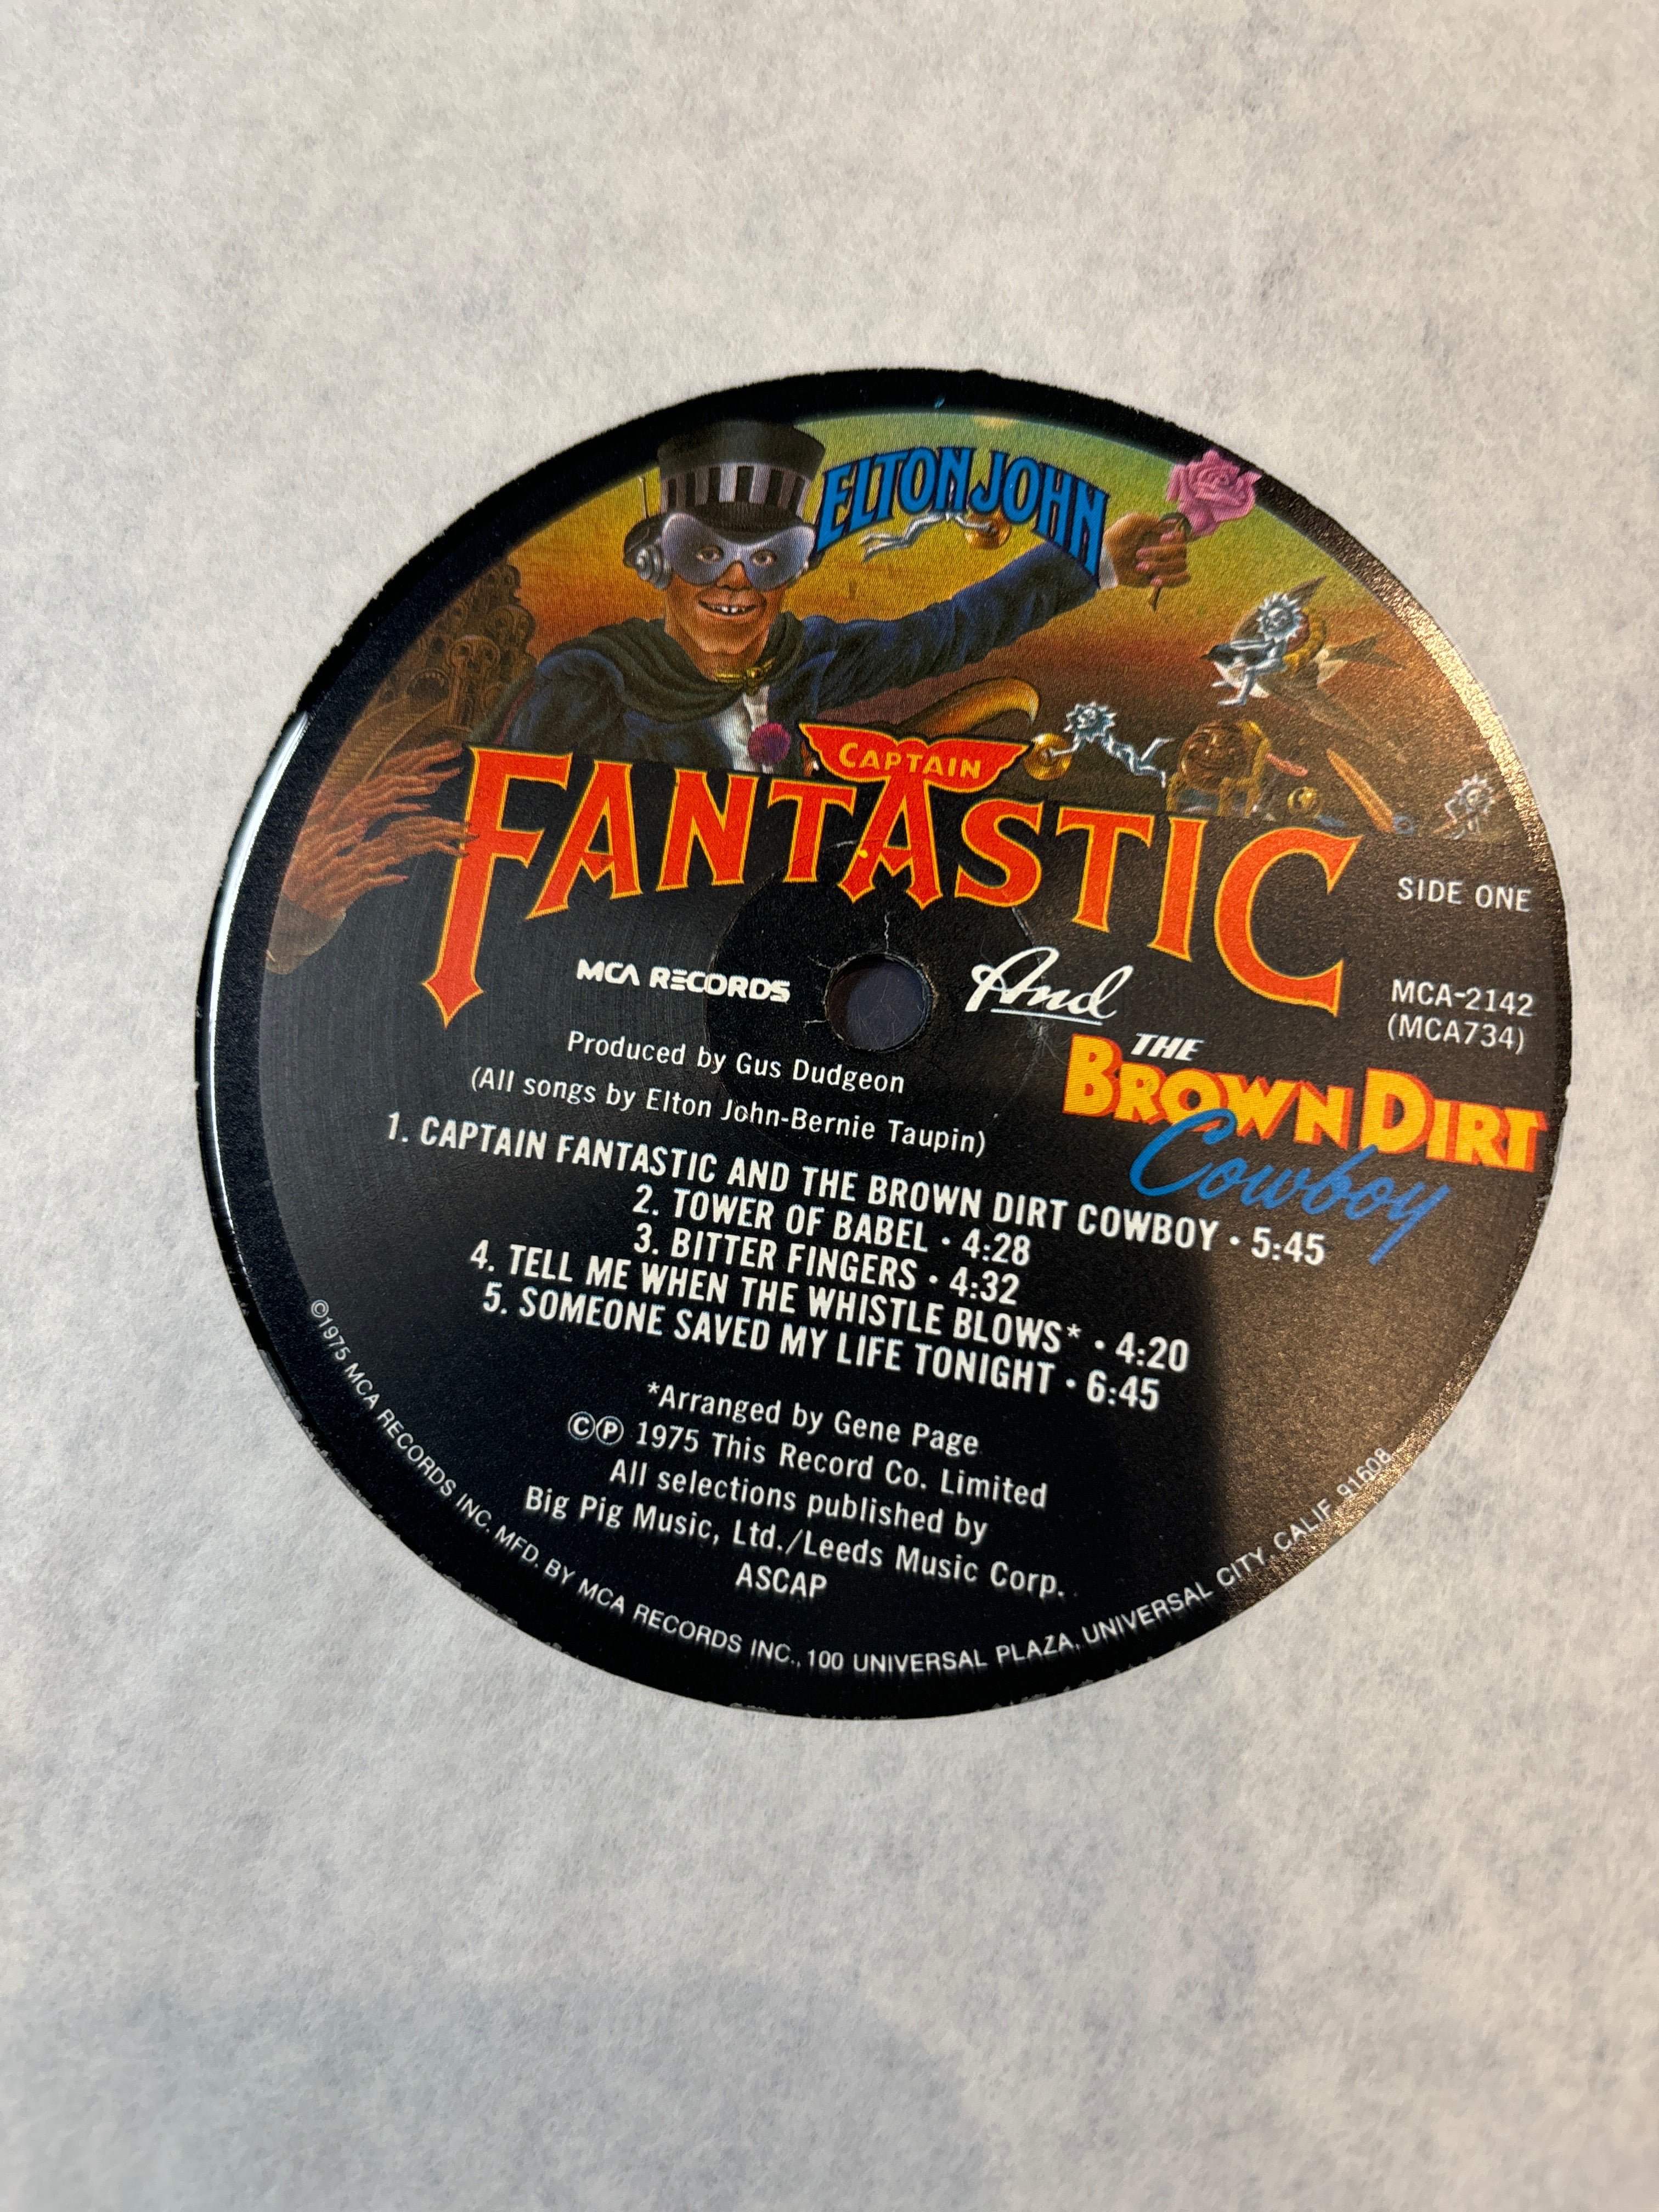 ELTON JOHN
CAPTAIN
FANTASTIC
SIDE ONE
MCA RECORDS
And
MCA-2142
(MCA734)
THE
BROWN DIRT
Cowboy
Produced by Gus Dudgeon
(All songs by Elton John-Bernie Taupin)
1. CAPTAIN FANTASTIC AND THE BROWN DIRT COWBOY • 5:45
2. TOWER OF BABEL • 4:28
3. BITTER FINGERS • 4:32
4. TELL ME WHEN THE WHISTLE BLOWS* • 4:20
5. SOMEONE SAVED MY LIFE TONIGHT • 6:45
*Arranged by Gene Page
©℗ 1975 This Record Co. Limited
All selections published by
Big Pig Music, Ltd./Leeds Music Corp.
ASCAP
©1975 MCA RECORDS INC. MFD. BY MCA RECORDS INC., 100 UNIVERSAL PLAZA, UNIVERSAL CITY, CALIF. 91608